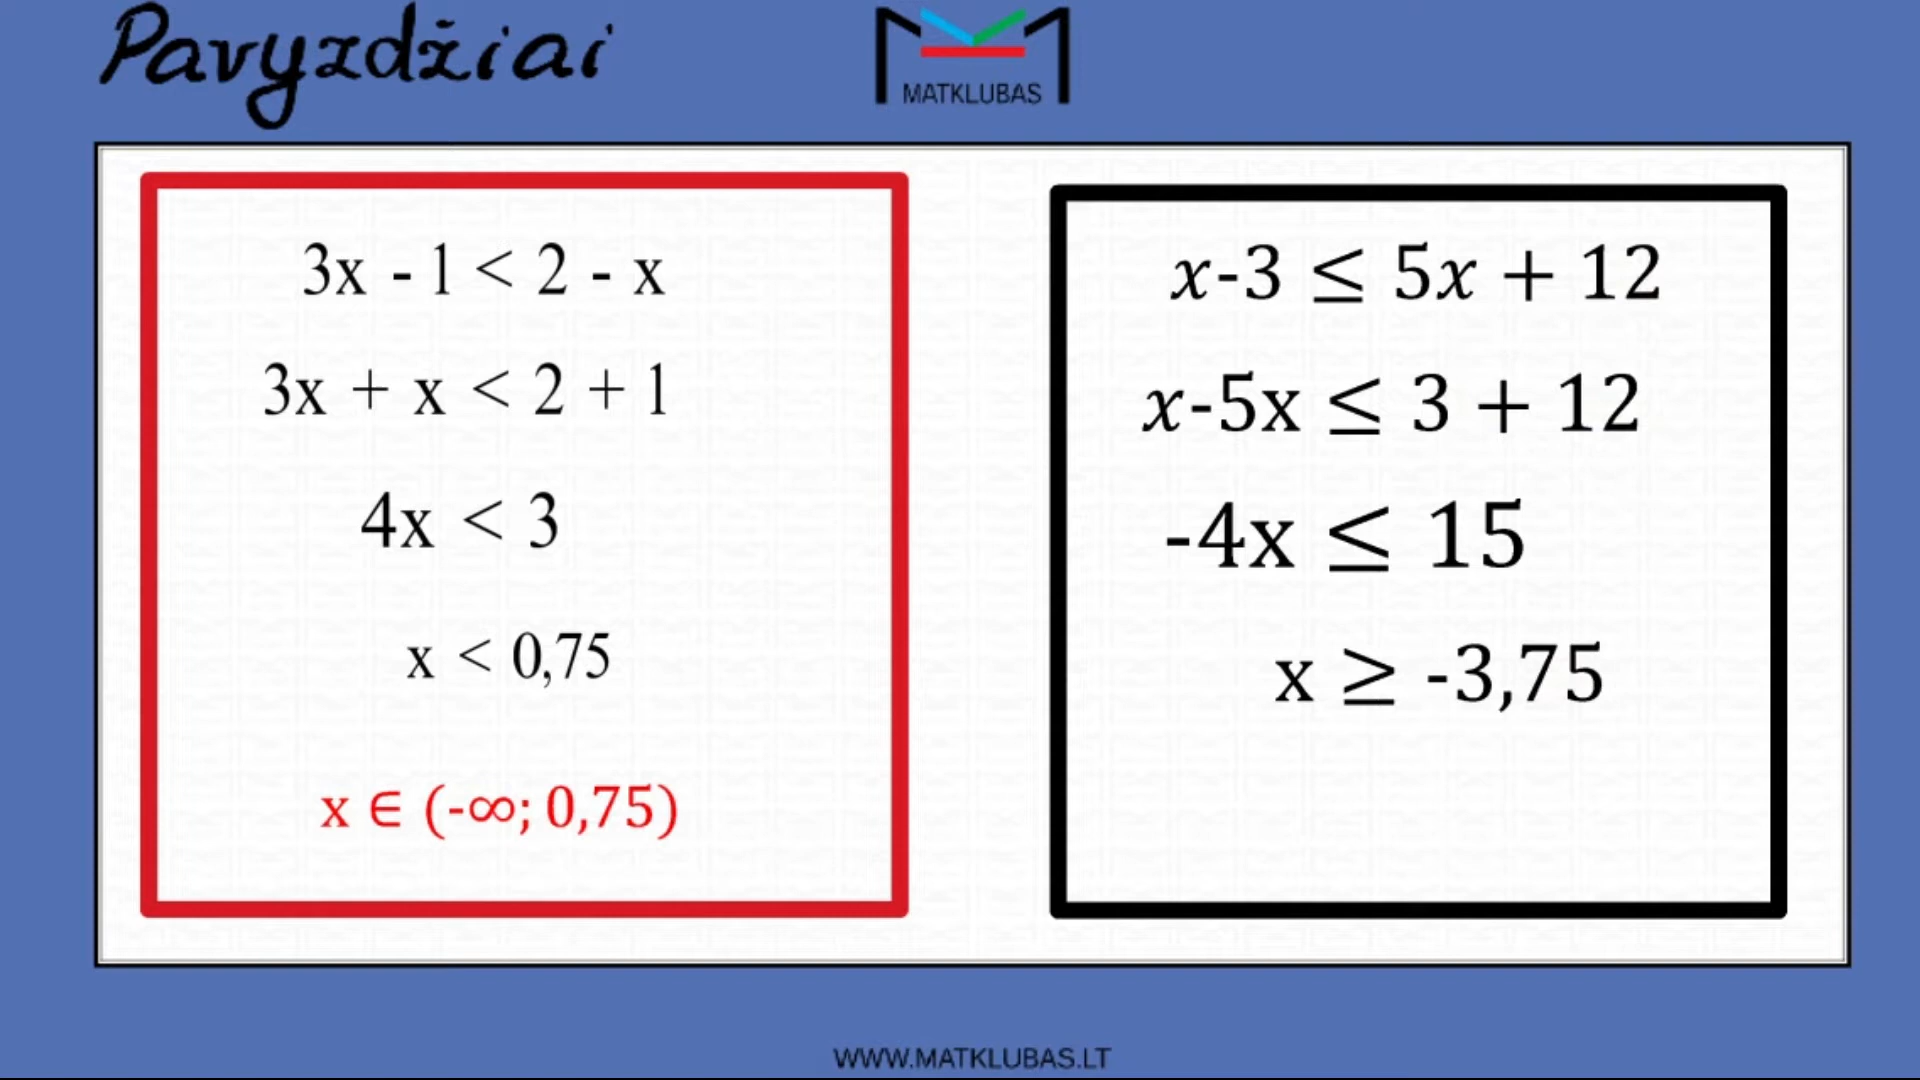 Pavyzdžiai
MATKLUBAS
3x - 1 < 2 - x
3x + x < 2 + 1
4x < 3
x < 0,75
x ∈ (-∞; 0,75)
x-3 ≤ 5x + 12
x-5x ≤ 3 + 12
-4x ≤ 15
x ≥ -3,75
WWW.MATKLUBAS.LT